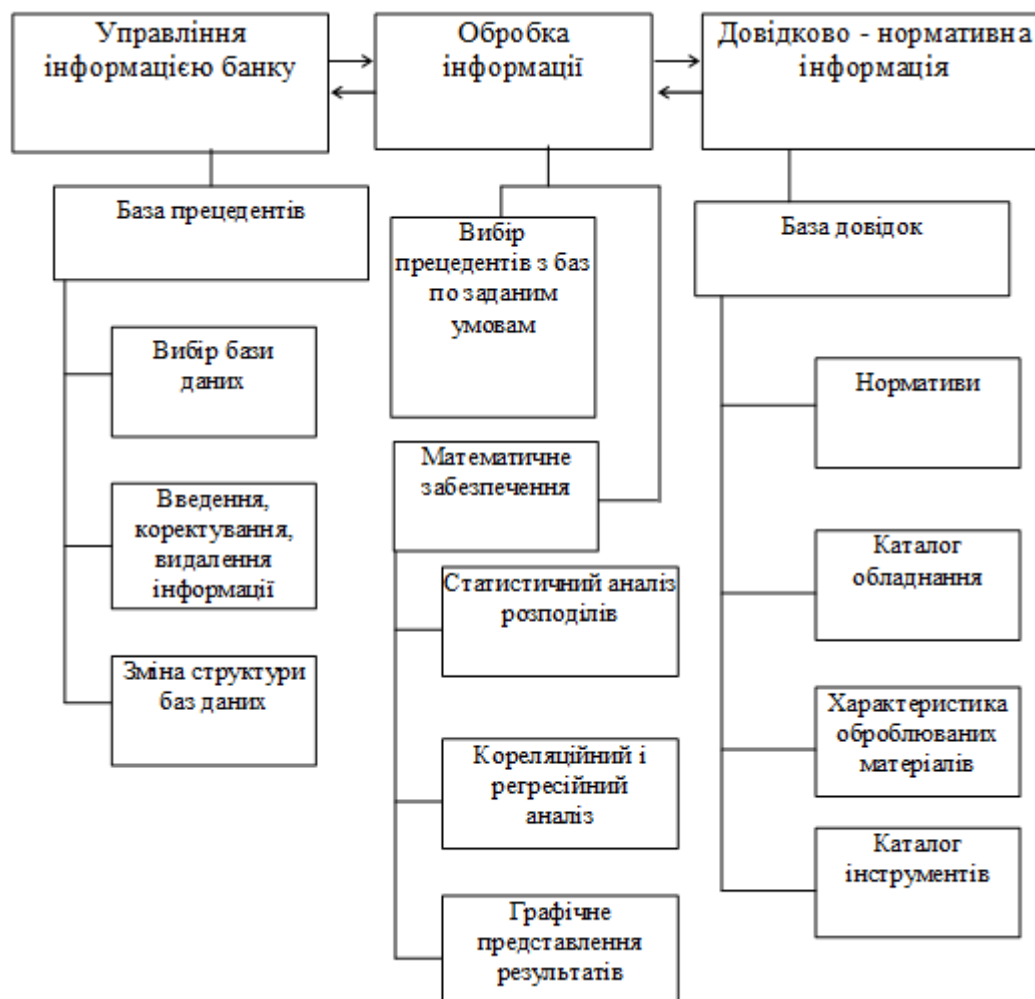 Управління
інформацією банку
Обробка
інформації
Довідково - нормативна
інформація
База прецедентів
Вибір бази
даних
Введення,
коректування,
видалення
інформації
Зміна структури
баз даних
Вибір
прецедентів з баз
по заданим
умовам
Математичне
забезпечення
Статистичний аналіз
розподілів
Кореляційний і
регресійний
аналіз
Графічне
представлення
результатів
База довідок
Нормативи
Каталог
обладнання
Характеристика
оброблюваних
матеріалів
Каталог
інструментів